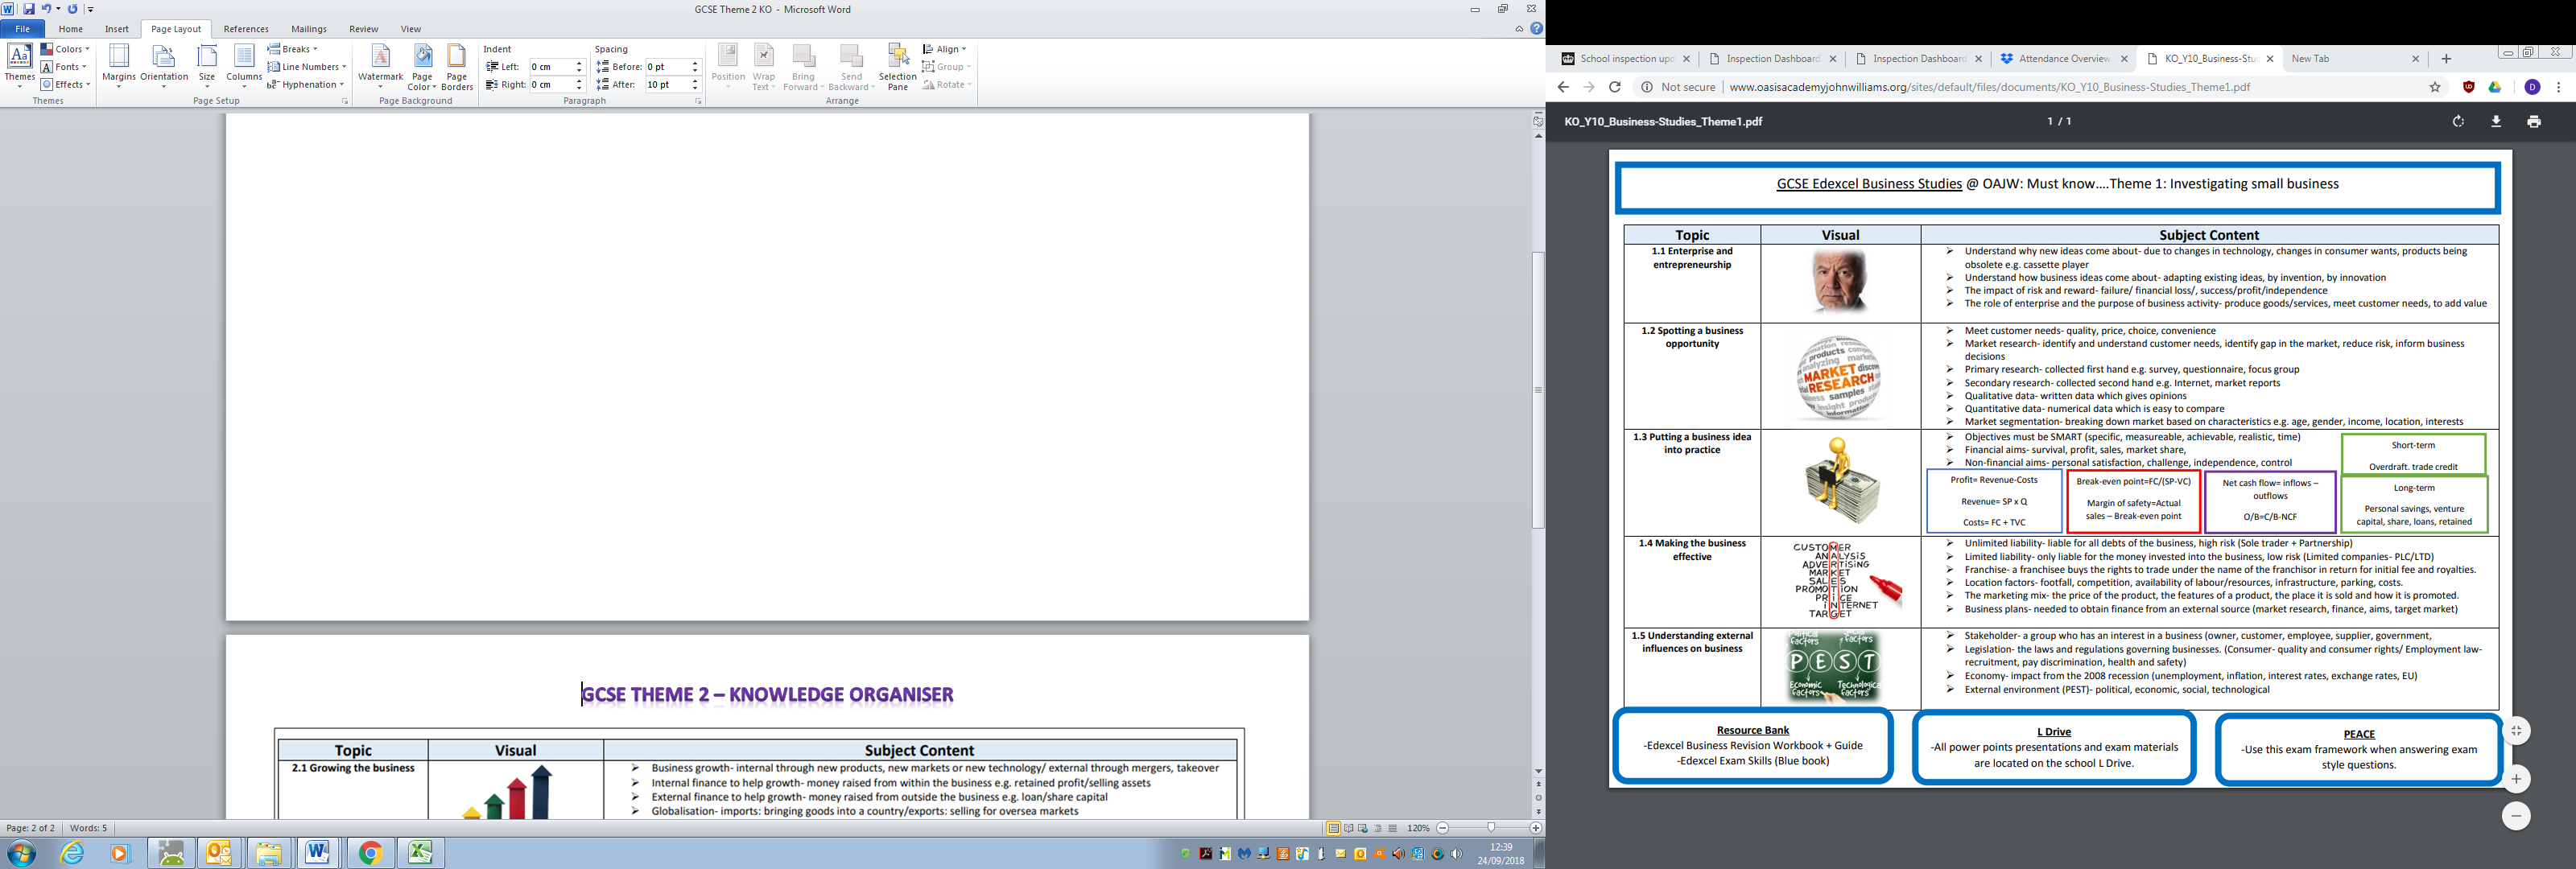 GCSE Theme 2 KO - Microsoft Word
File Home Insert Page Layout References Mailings Review View
Themes Colors Fonts Effects
Margins Orientation Size Columns Breaks Line Numbers Hyphenation
Watermark Page Color Page Borders
Indent Left: 0 cm Right: 0 cm
Spacing Before: 0 pt After: 10 pt
Position Wrap Text Bring Forward Send Backward Selection Pane Align Group Rotate
Themes Page Setup Page Background Paragraph Arrange
GCSE THEME 2 – KNOWLEDGE ORGANISER
Topic Visual Subject Content
2.1 Growing the business
Business growth- internal through new products, new markets or new technology/ external through mergers, takeover
Internal finance to help growth- money raised from within the business e.g. retained profit/selling assets
External finance to help growth- money raised from outside the business e.g. loan/share capital
Globalisation- imports: bringing goods into a country/exports: selling for oversea markets
Page: 2 of 2 Words: 5
120%
12:39
24/09/2018
School inspection upd Inspection Dashboard Inspection Dashboard Attendance Overview KO_Y10_Business-Stud New Tab
Not secure www.oasisacademyjohnwilliams.org/sites/default/files/documents/KO_Y10_Business-Studies_Theme1.pdf
D
KO_Y10_Business-Studies_Theme1.pdf 1 / 1
GCSE Edexcel Business Studies @ OAJW: Must know....Theme 1: Investigating small business
Topic Visual Subject Content
1.1 Enterprise and
entrepreneurship
Understand why new ideas come about- due to changes in technology, changes in consumer wants, products being
obsolete e.g. cassette player
Understand how business ideas come about- adapting existing ideas, by invention, by innovation
The impact of risk and reward- failure/ financial loss/, success/profit/independence
The role of enterprise and the purpose of business activity- produce goods/services, meet customer needs, to add value
1.2 Spotting a business
opportunity
products
analyzing
MARKET
RESEARCH
samples
insight
information
Meet customer needs- quality, price, choice, convenience
Market research- identify and understand customer needs, identify gap in the market, reduce risk, inform business
decisions
Primary research- collected first hand e.g. survey, questionnaire, focus group
Secondary research- collected second hand e.g. Internet, market reports
Qualitative data- written data which gives opinions
Quantitative data- numerical data which is easy to compare
Market segmentation- breaking down market based on characteristics e.g. age, gender, income, location, interests
1.3 Putting a business idea
into practice
Objectives must be SMART (specific, measureable, achievable, realistic, time)
Financial aims- survival, profit, sales, market share,
Non-financial aims- personal satisfaction, challenge, independence, control
Short-term
Overdraft. trade credit
Profit= Revenue-Costs
Revenue= SP x Q
Costs= FC + TVC
Break-even point=FC/(SP-VC)
Margin of safety=Actual
sales – Break-even point
Net cash flow= inflows –
outflows
O/B=C/B-NCF
Long-term
Personal savings, venture
capital, share, loans, retained
1.4 Making the business
effective
CUSTOMER
ANALYSIS
ADVERTISING
MARKET
SALES
PROMOTION
PRICE
INTERNET
TARGET
Unlimited liability- liable for all debts of the business, high risk (Sole trader + Partnership)
Limited liability- only liable for the money invested into the business, low risk (Limited companies- PLC/LTD)
Franchise- a franchisee buys the rights to trade under the name of the franchisor in return for initial fee and royalties.
Location factors- footfall, competition, availability of labour/resources, infrastructure, parking, costs.
The marketing mix- the price of the product, the features of a product, the place it is sold and how it is promoted.
Business plans- needed to obtain finance from an external source (market research, finance, aims, target market)
1.5 Understanding external
influences on business
Political factors
factors
PEST
Economic factors
Technological factors
Stakeholder- a group who has an interest in a business (owner, customer, employee, supplier, government,
Legislation- the laws and regulations governing businesses. (Consumer- quality and consumer rights/ Employment law-
recruitment, pay discrimination, health and safety)
Economy- impact from the 2008 recession (unemployment, inflation, interest rates, exchange rates, EU)
External environment (PEST)- political, economic, social, technological
Resource Bank
-Edexcel Business Revision Workbook + Guide
-Edexcel Exam Skills (Blue book)
L Drive
-All power points presentations and exam materials
are located on the school L Drive.
PEACE
-Use this exam framework when answering exam
style questions.